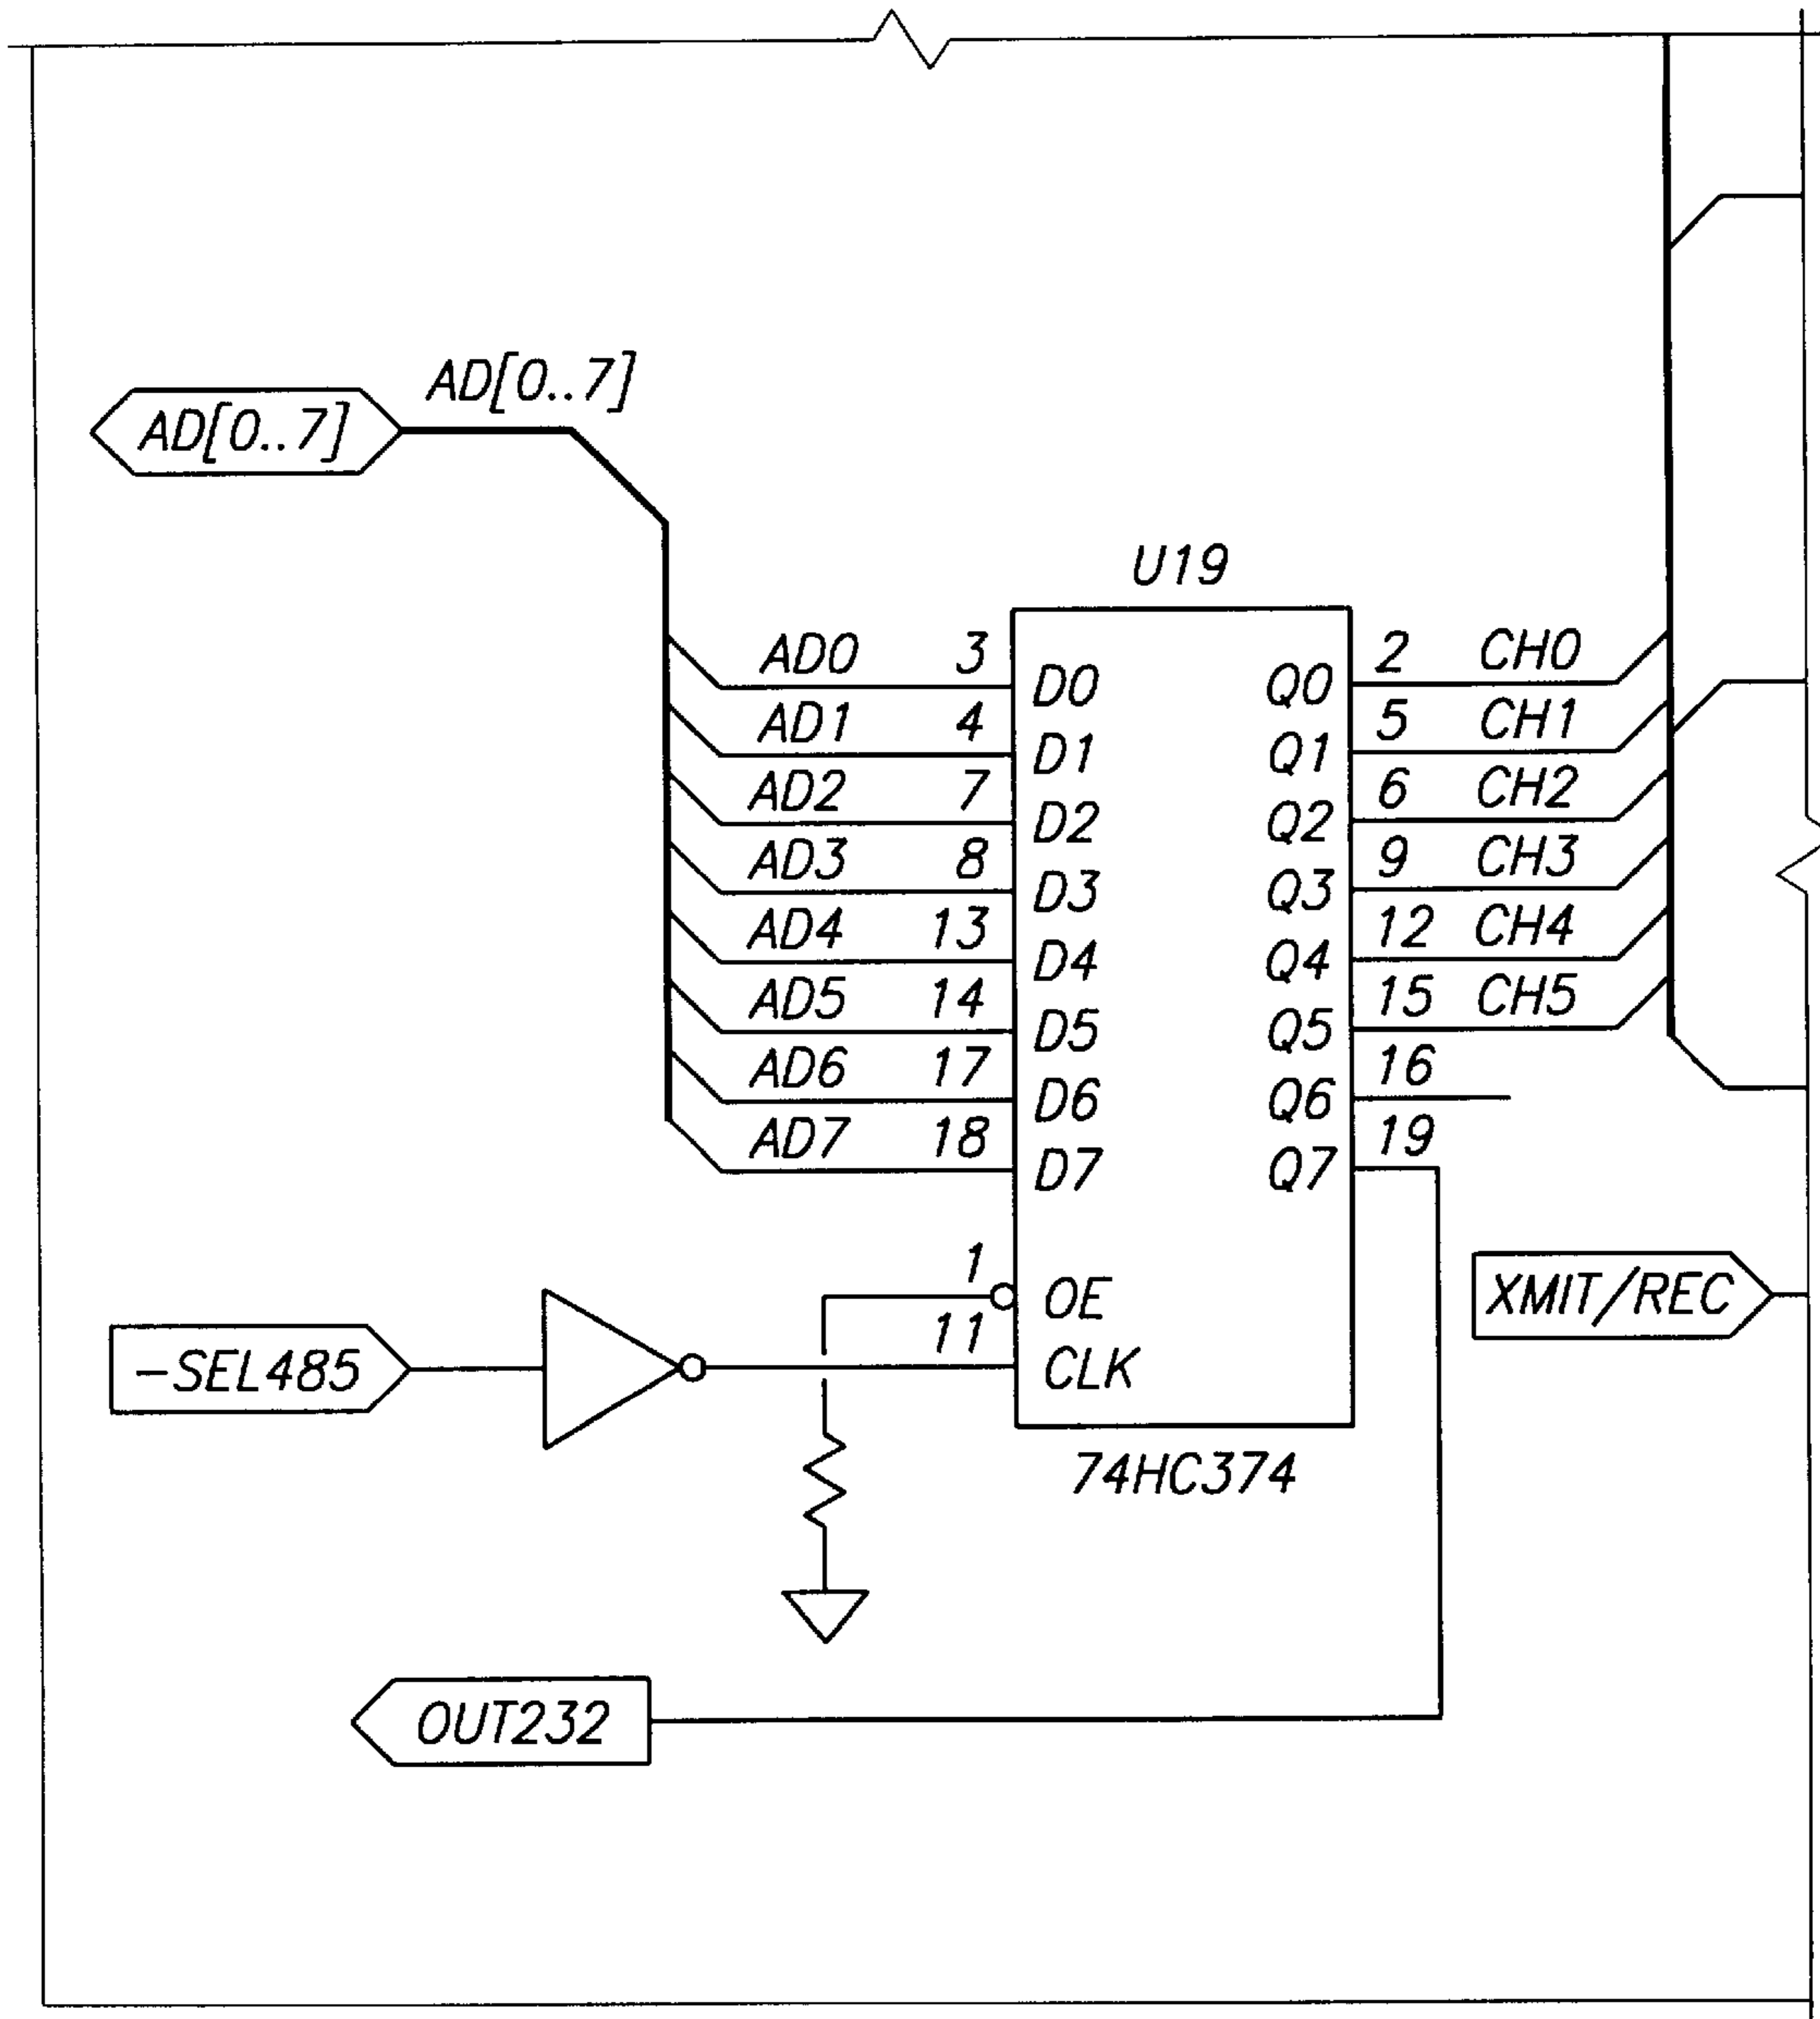 AD[0..7]
AD[0..7]
U19
AD0 3 D0 Q0 2 CH0
AD1 4 D1 Q1 5 CH1
AD2 7 D2 Q2 6 CH2
AD3 8 D3 Q3 9 CH3
AD4 13 D4 Q4 12 CH4
AD5 14 D5 Q5 15 CH5
AD6 17 D6 Q6 16
AD7 18 D7 Q7 19
1 OE
XMIT/REC
-SEL485
11 CLK
74HC374
OUT232